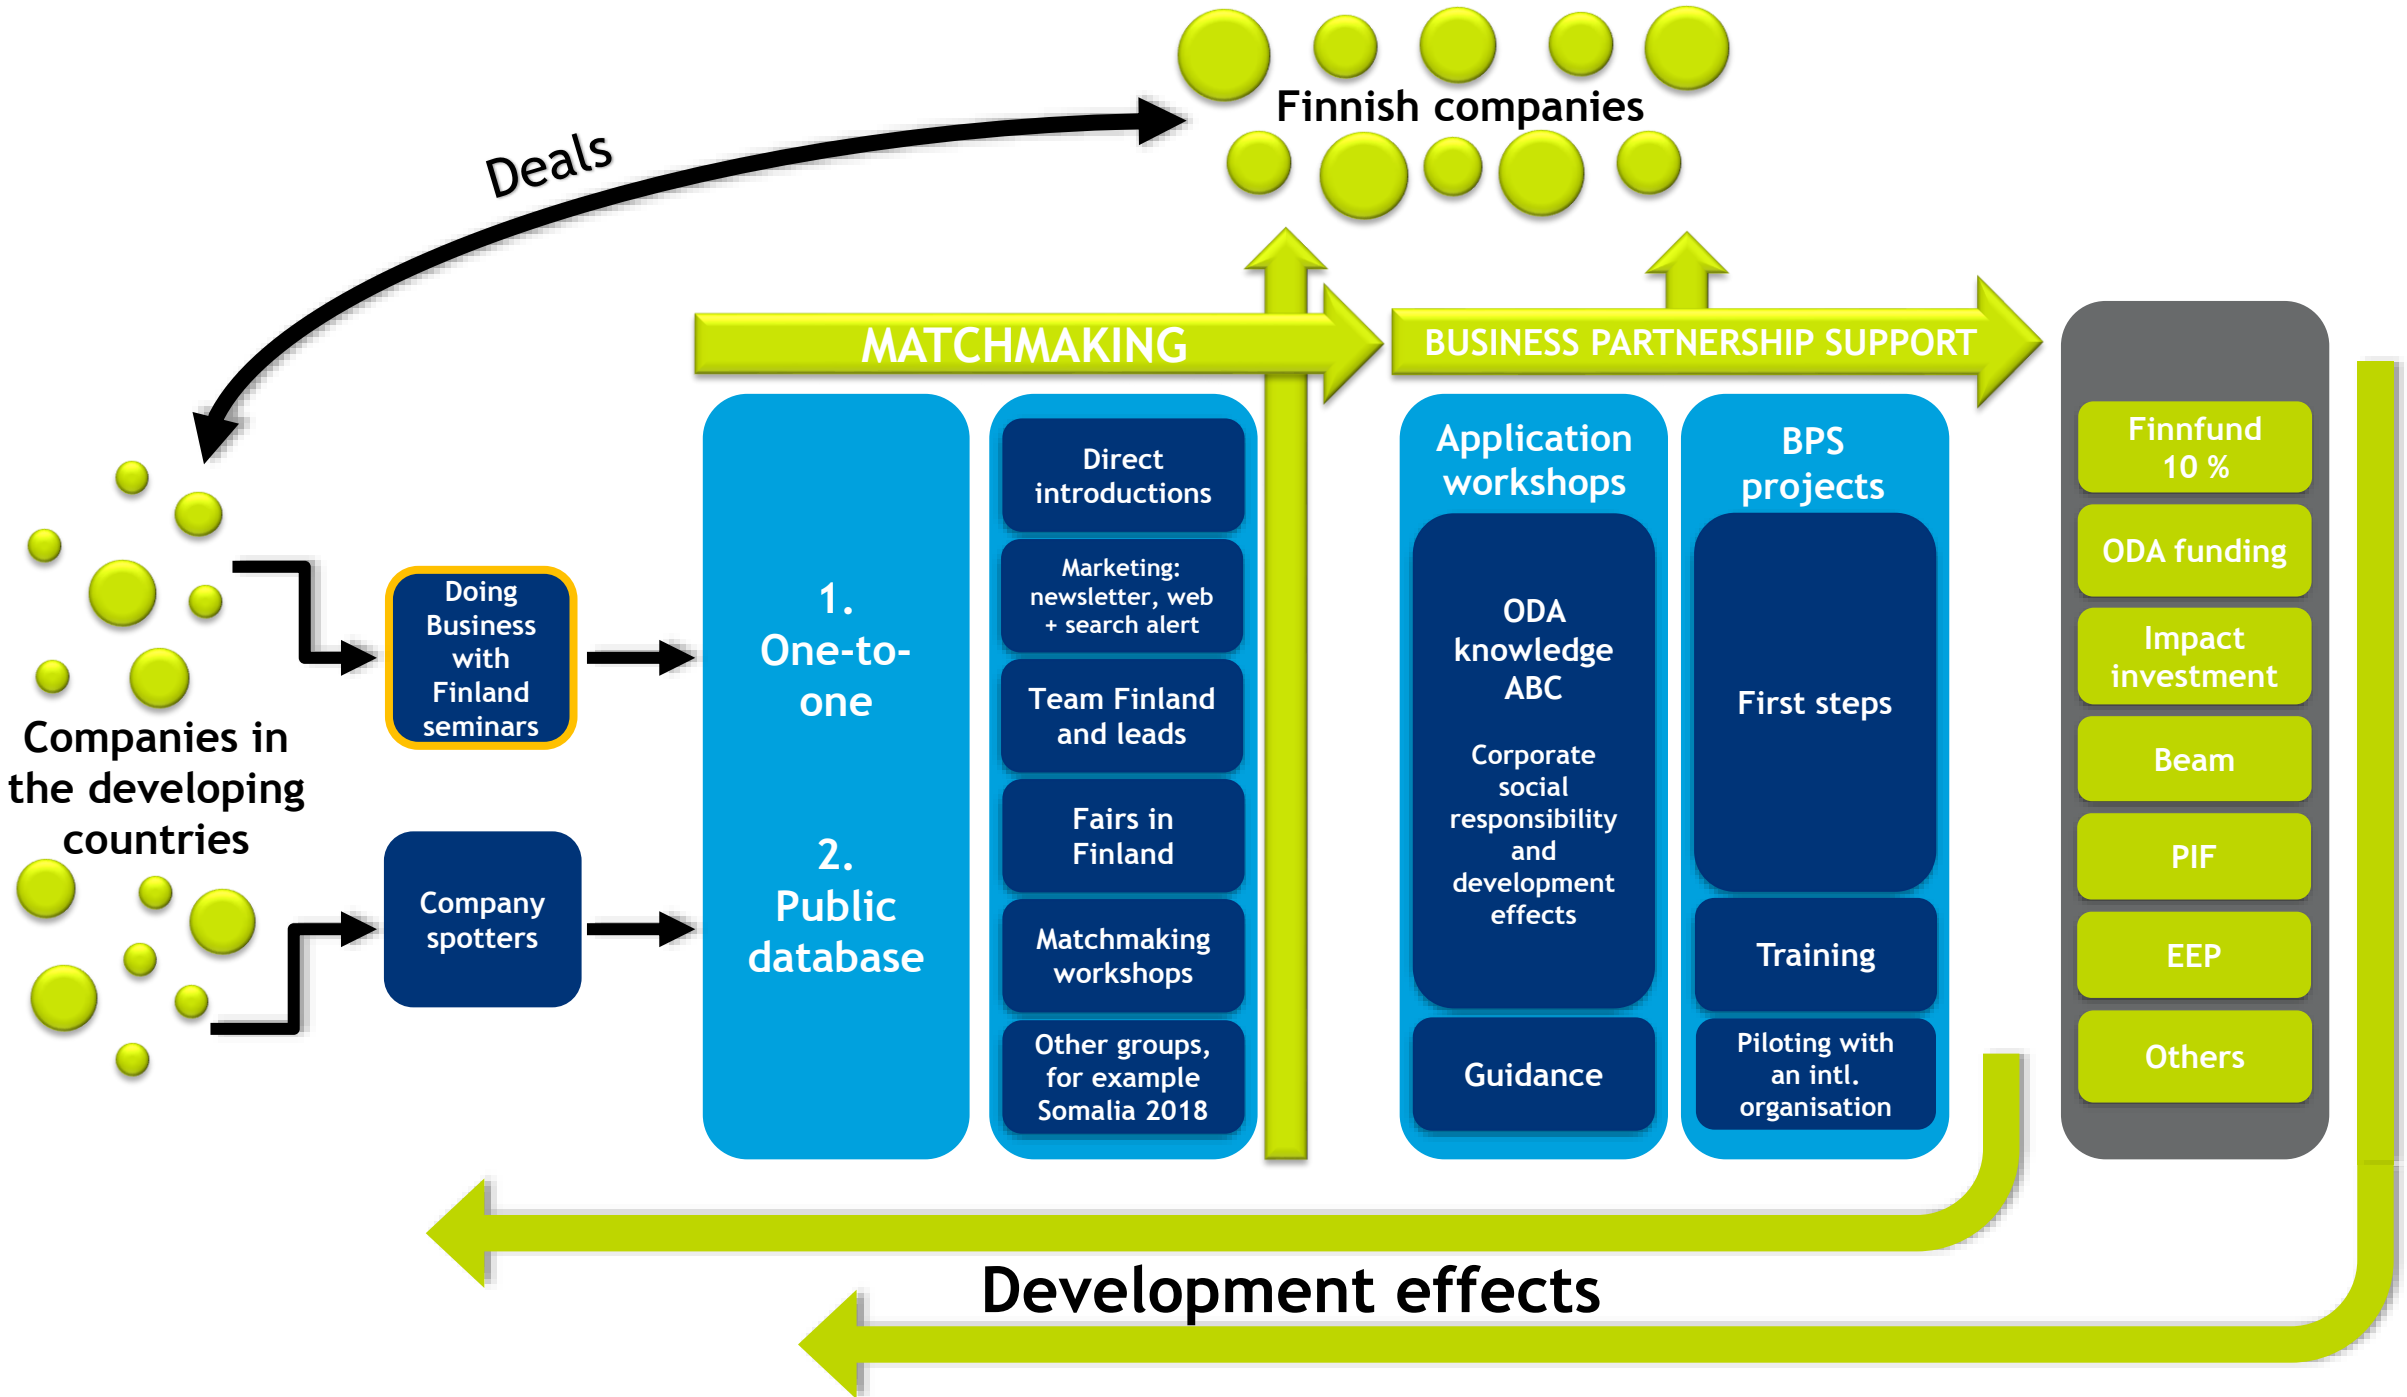 Finnish companies
Deals
MATCHMAKING
BUSINESS PARTNERSHIP SUPPORT
Companies in
the developing
countries
Doing
Business
with
Finland
seminars
Company
spotters
1.
One-to-
one
2.
Public
database
Direct
introductions
Marketing:
newsletter, web
+ search alert
Team Finland
and leads
Fairs in
Finland
Matchmaking
workshops
Other groups,
for example
Somalia 2018
Application
workshops
ODA
knowledge
ABC
Corporate
social
responsibility
and
development
effects
Guidance
BPS
projects
First steps
Training
Piloting with
an intl.
organisation
Finnfund
10 %
ODA funding
Impact
investment
Beam
PIF
EEP
Others
Development effects